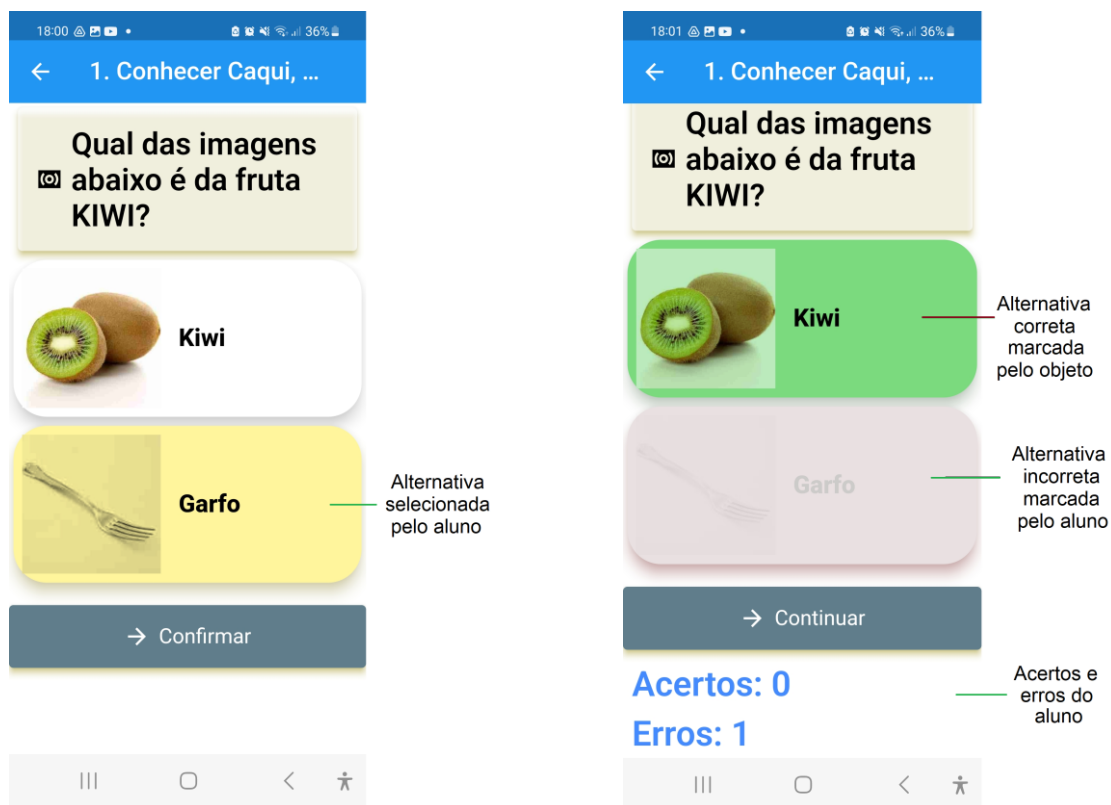 18:00 36%
1. Conhecer Caqui, ...
Qual das imagens
abaixo é da fruta
KIWI?
Kiwi
Garfo
Confirmar
Alternativa
selecionada
pelo aluno
18:01 36%
1. Conhecer Caqui, ...
Qual das imagens
abaixo é da fruta
KIWI?
Kiwi
Garfo
Continuar
Acertos: 0
Erros: 1
Alternativa
correta
marcada
pelo objeto
Alternativa
incorreta
marcada
pelo aluno
Acertos e
erros do
aluno